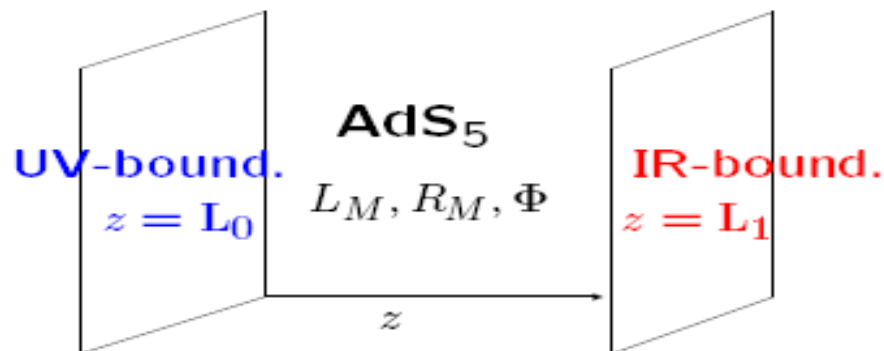 AdS₅
UV-bound.
z = L₀
L_M, R_M, Φ
IR-bound.
z = L₁
z